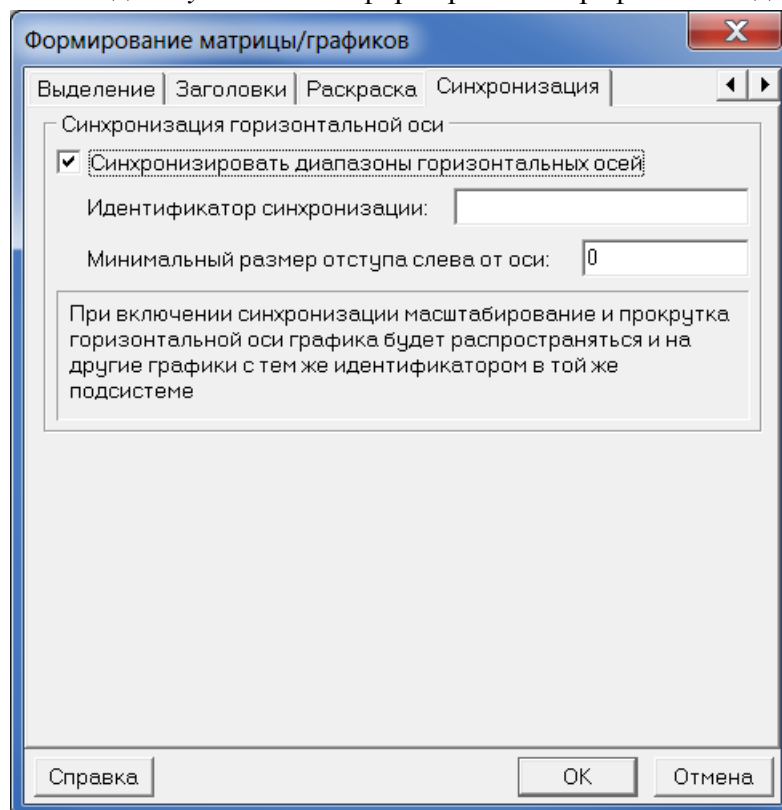 Формирование матрицы/графиков
Выделение Заголовки Раскраска Синхронизация
Синхронизация горизонтальной оси
Синхронизировать диапазоны горизонтальных осей
Идентификатор синхронизации:
Минимальный размер отступа слева от оси: 0
При включении синхронизации масштабирование и прокрутка
горизонтальной оси графика будет распространяться и на
другие графики с тем же идентификатором в той же
подсистеме
Справка OK Отмена